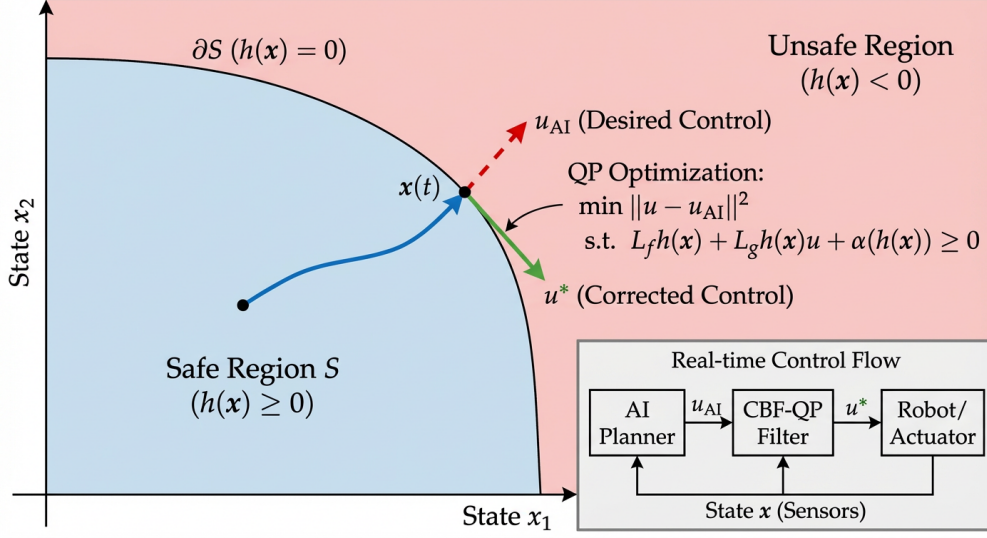 ∂S (h(x) = 0)
Unsafe Region
(h(x) < 0)
u_AI (Desired Control)
x(t)
QP Optimization:
min ||u − u_AI||²
s.t. L_f h(x) + L_g h(x)u + α(h(x)) ≥ 0
u* (Corrected Control)
State x₂
Safe Region S
(h(x) ≥ 0)
State x₁
Real-time Control Flow
AI
Planner
u_AI
CBF-QP
Filter
u*
Robot/
Actuator
State x (Sensors)